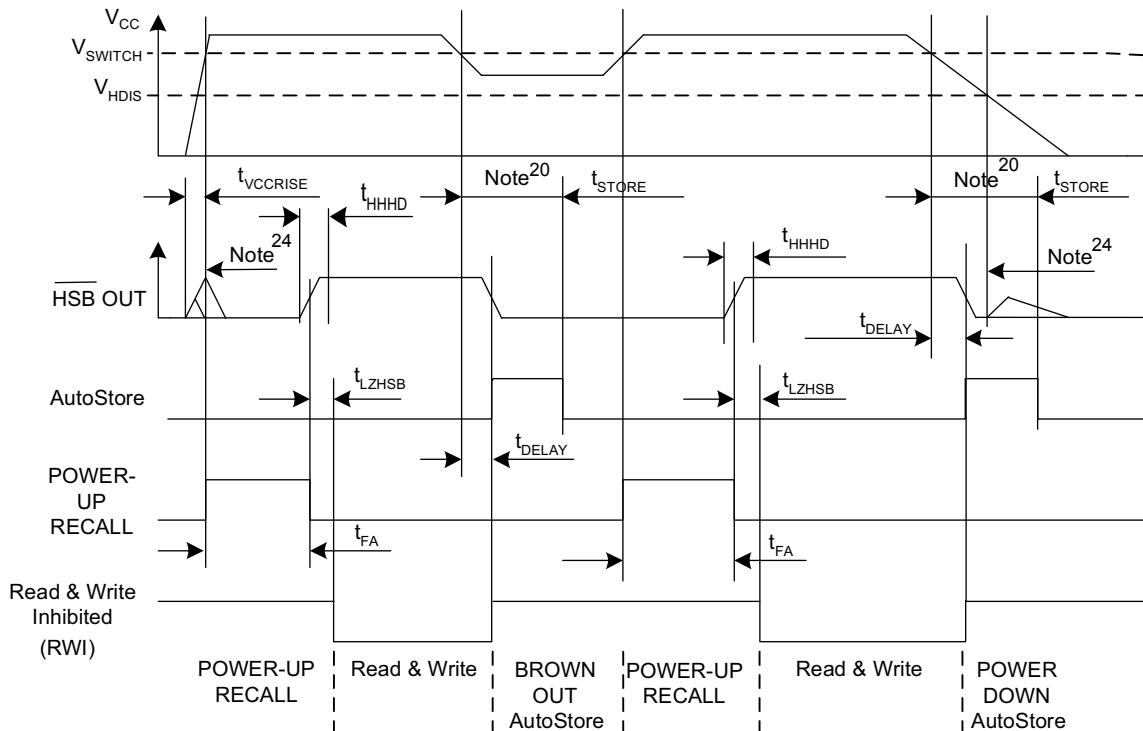 VCC
VSWITCH
VHDIS
tVCCRISE
Note20
tSTORE
Note20
tSTORE
tHHHD
Note24
tHHHD
Note24
HSB OUT
tDELAY
tLZHSB
tLZHSB
AutoStore
tDELAY
POWER-
UP
RECALL
tFA
tFA
Read & Write
Inhibited
(RWI)
POWER-UP
RECALL
Read & Write
BROWN
OUT
AutoStore
POWER-UP
RECALL
Read & Write
POWER
DOWN
AutoStore